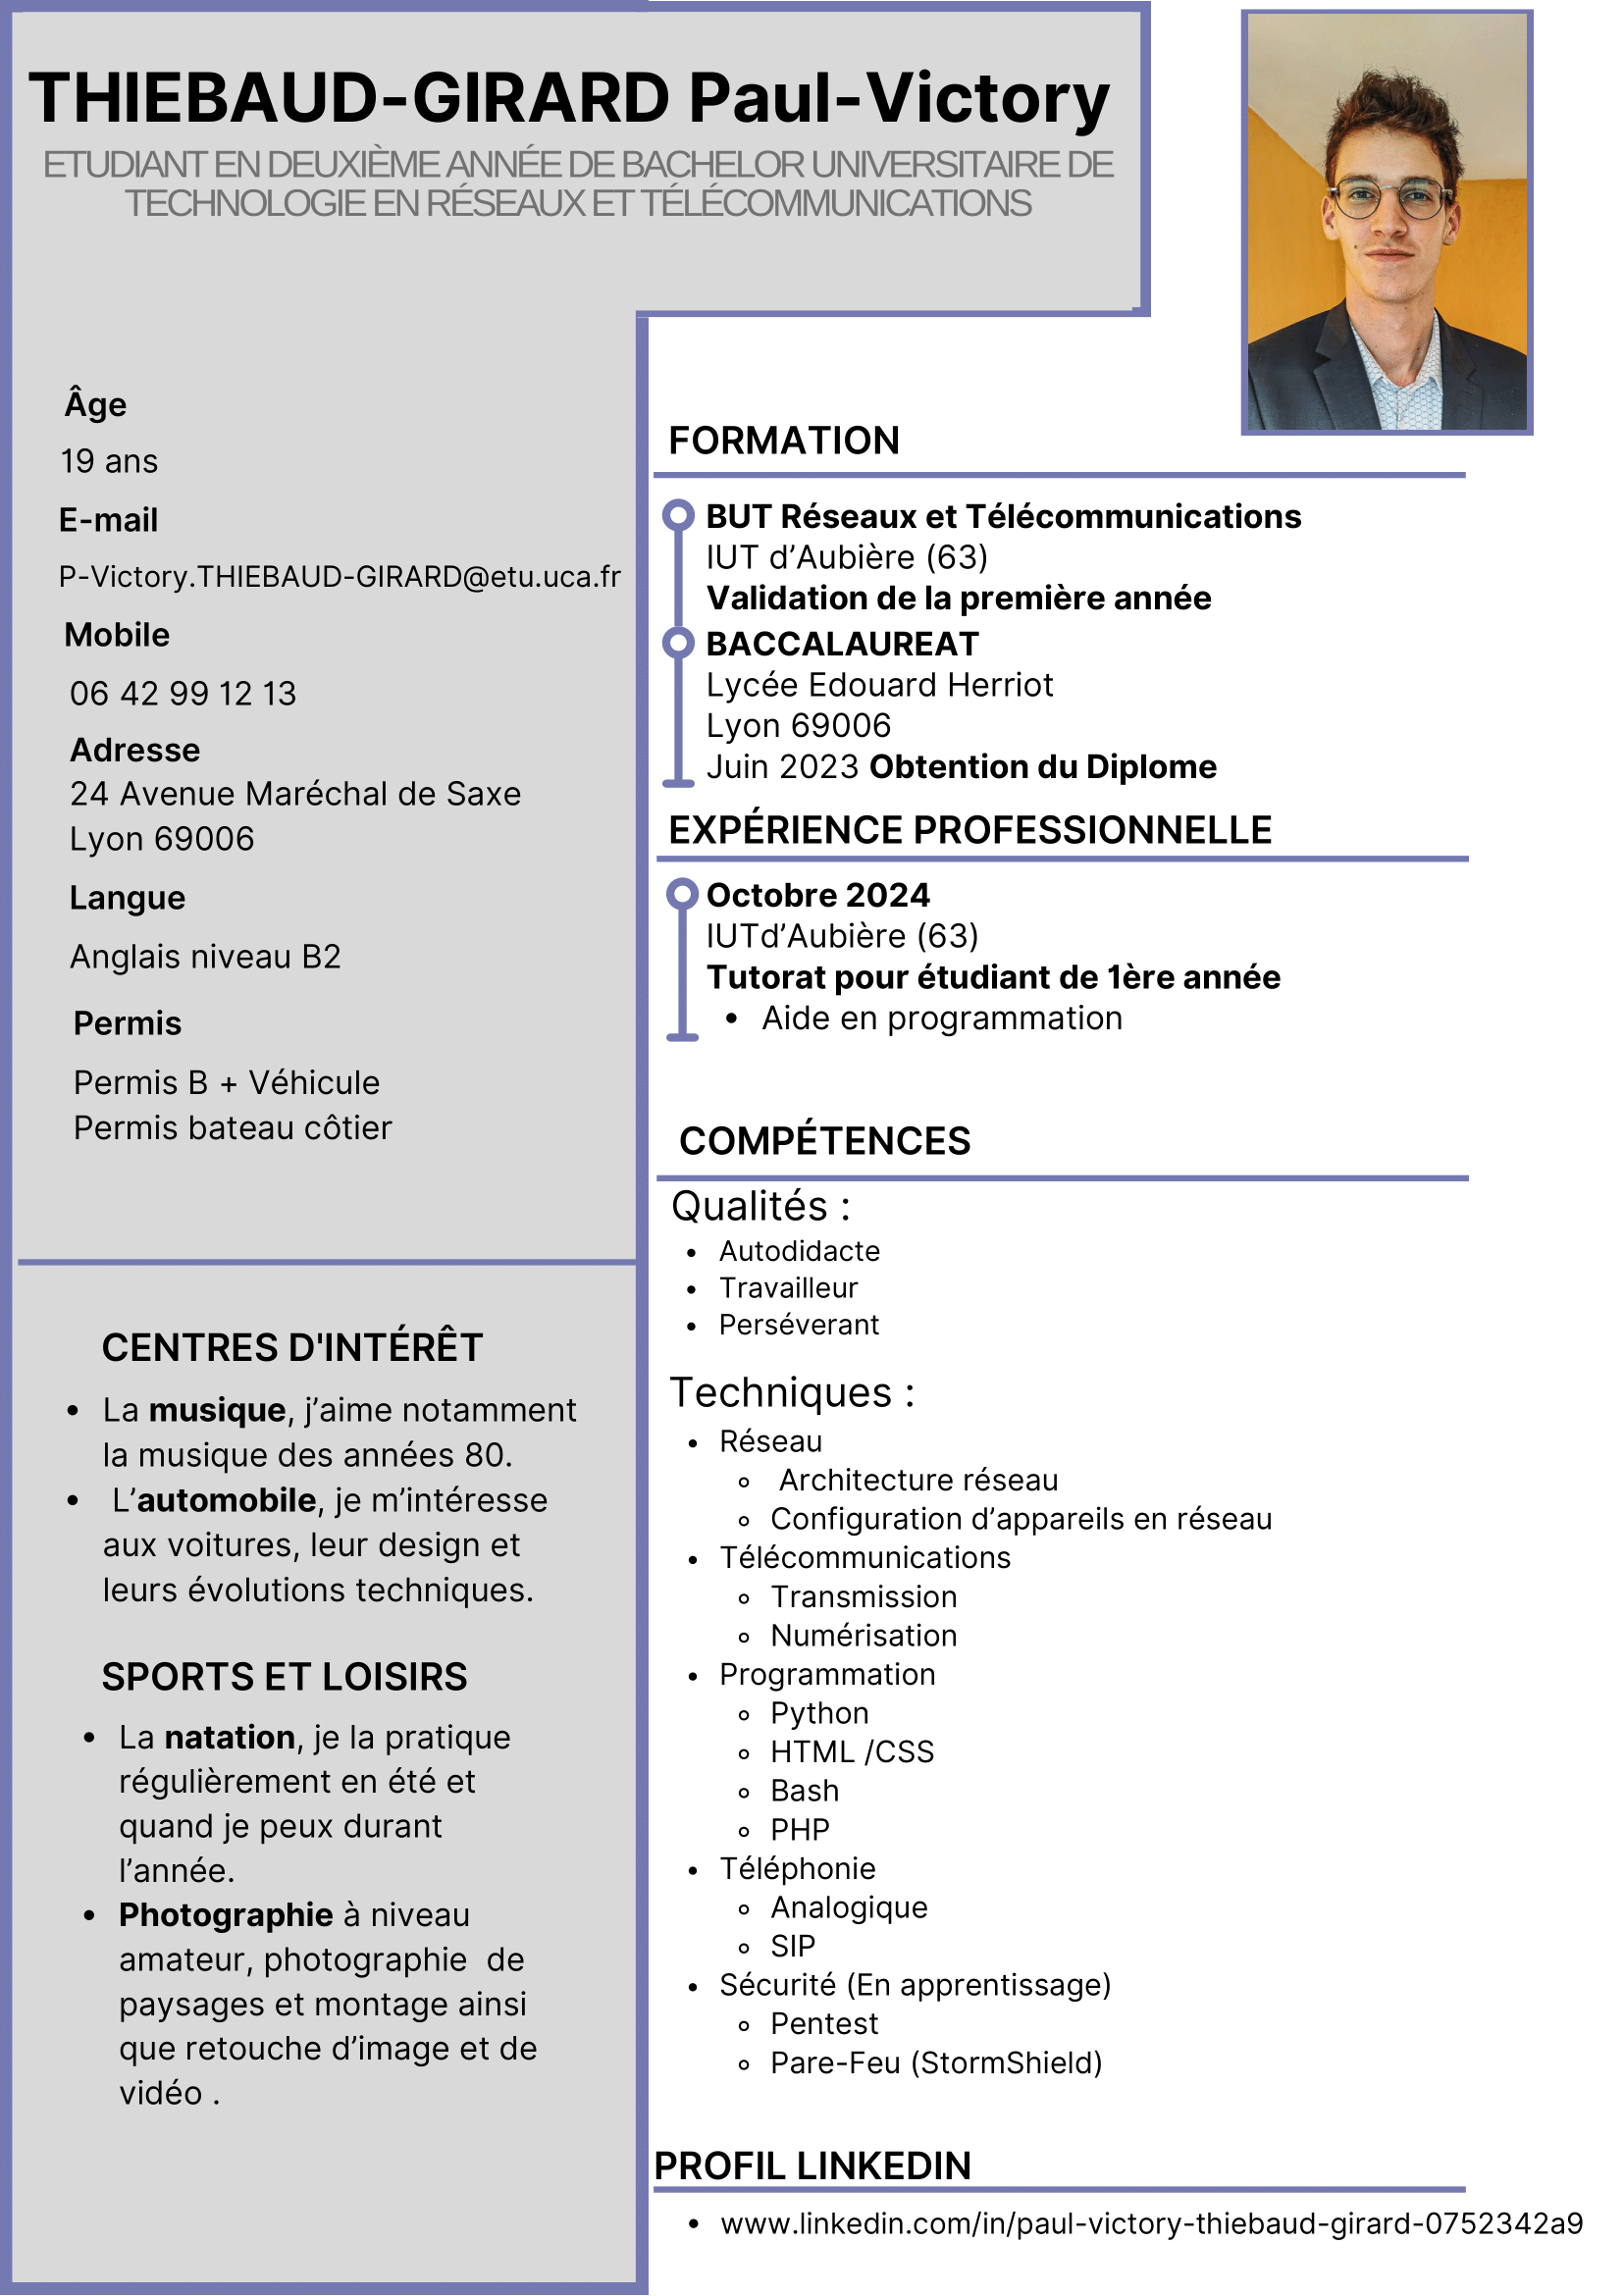 THIEBAUD-GIRARD Paul-Victory
ETUDIANT EN DEUXIÈME ANNÉE DE BACHELOR UNIVERSITAIRE DE
TECHNOLOGIE EN RÉSEAUX ET TÉLÉCOMMUNICATIONS
Âge
19 ans
E-mail
P-Victory.THIEBAUD-GIRARD@etu.uca.fr
Mobile
06 42 99 12 13
Adresse
24 Avenue Maréchal de Saxe
Lyon 69006
Langue
Anglais niveau B2
Permis
Permis B + Véhicule
Permis bateau côtier
CENTRES D'INTÉRÊT
• La musique, j’aime notamment
la musique des années 80.
• L’automobile, je m’intéresse
aux voitures, leur design et
leurs évolutions techniques.
SPORTS ET LOISIRS
• La natation, je la pratique
régulièrement en été et
quand je peux durant
l’année.
• Photographie à niveau
amateur, photographie de
paysages et montage ainsi
que retouche d’image et de
vidéo .
FORMATION
BUT Réseaux et Télécommunications
IUT d’Aubière (63)
Validation de la première année
BACCALAUREAT
Lycée Edouard Herriot
Lyon 69006
Juin 2023 Obtention du Diplome
EXPÉRIENCE PROFESSIONNELLE
Octobre 2024
IUTd’Aubière (63)
Tutorat pour étudiant de 1ère année
• Aide en programmation
COMPÉTENCES
Qualités :
• Autodidacte
• Travailleur
• Perséverant
Techniques :
• Réseau
◦ Architecture réseau
◦ Configuration d’appareils en réseau
• Télécommunications
◦ Transmission
◦ Numérisation
• Programmation
◦ Python
◦ HTML /CSS
◦ Bash
◦ PHP
• Téléphonie
◦ Analogique
◦ SIP
• Sécurité (En apprentissage)
◦ Pentest
◦ Pare-Feu (StormShield)
PROFIL LINKEDIN
• www.linkedin.com/in/paul-victory-thiebaud-girard-0752342a9